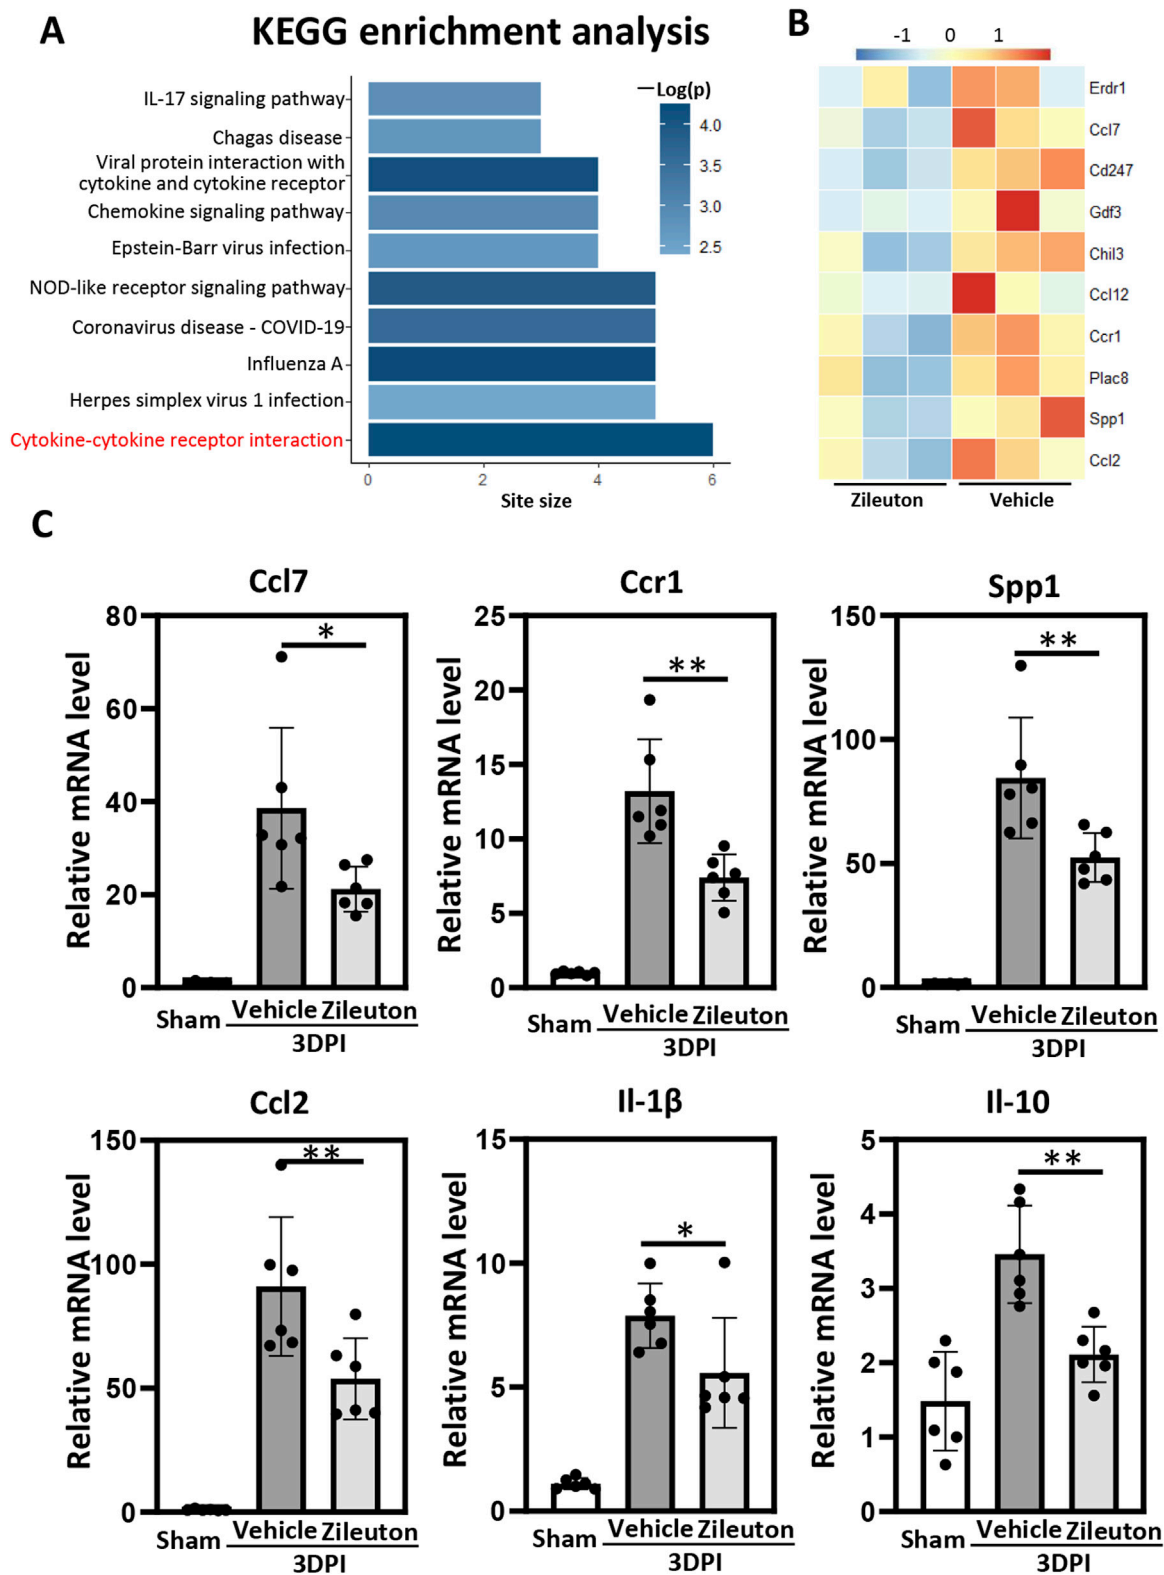 A
KEGG enrichment analysis
IL-17 signaling pathway
Chagas disease
Viral protein interaction with
cytokine and cytokine receptor
Chemokine signaling pathway
Epstein-Barr virus infection
NOD-like receptor signaling pathway
Coronavirus disease - COVID-19
Influenza A
Herpes simplex virus 1 infection
Cytokine-cytokine receptor interaction
0 2 4 6
Site size
—Log(p)
4.0
3.5
3.0
2.5
B
-1 0 1
Erdr1
Ccl7
Cd247
Gdf3
Chil3
Ccl12
Ccr1
Plac8
Spp1
Ccl2
Zileuton Vehicle
C
Ccl7
Relative mRNA level
80
60
40
20
0
*
Sham Vehicle Zileuton
3DPI
Ccr1
Relative mRNA level
25
20
15
10
5
0
**
Sham Vehicle Zileuton
3DPI
Spp1
Relative mRNA level
150
100
50
0
**
Sham Vehicle Zileuton
3DPI
Ccl2
Relative mRNA level
150
100
50
0
**
Sham Vehicle Zileuton
3DPI
Il-1β
Relative mRNA level
15
10
5
0
*
Sham Vehicle Zileuton
3DPI
Il-10
Relative mRNA level
5
4
3
2
1
0
**
Sham Vehicle Zileuton
3DPI